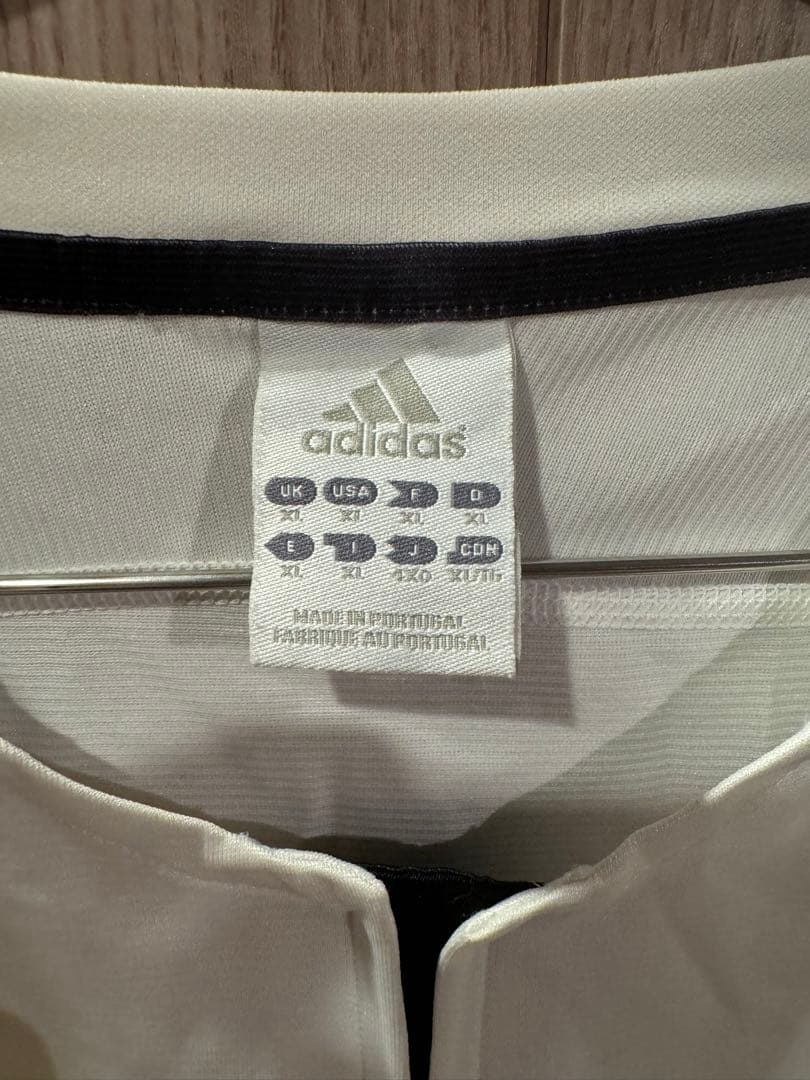 adidas
UK USA F D
XL XL XL XL
E I J CDN
XL XL 4XO XL/TG
MADE IN PORTUGAL
FABRIQUE AU PORTUGAL